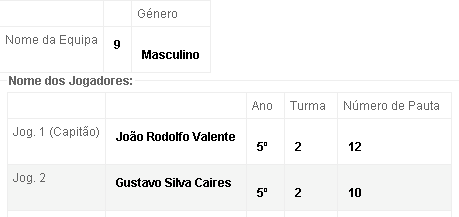 Género
Nome da Equipa 9 Masculino
Nome dos Jogadores:
Ano Turma Número de Pauta
Jog. 1 (Capitão) João Rodolfo Valente 5º 2 12
Jog. 2 Gustavo Silva Caires 5º 2 10